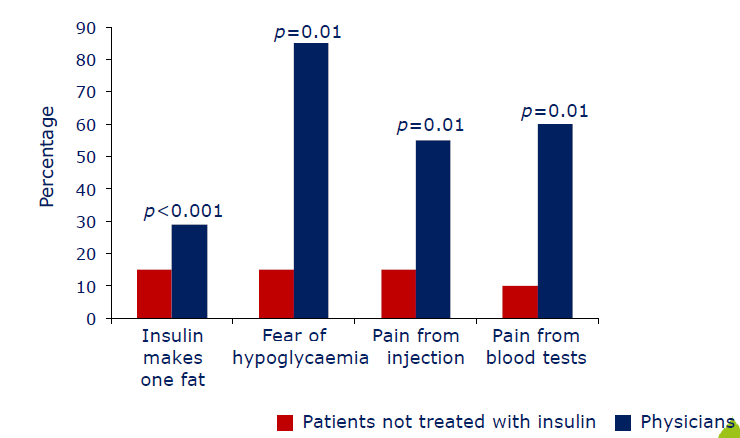 90
80
70
60
50
40
30
20
10
0
Percentage
p<0.001
p=0.01
p=0.01
p=0.01
Insulin
makes
one fat
Fear of
hypoglycaemia
Pain from
injection
Pain from
blood tests
Patients not treated with insulin
Physicians